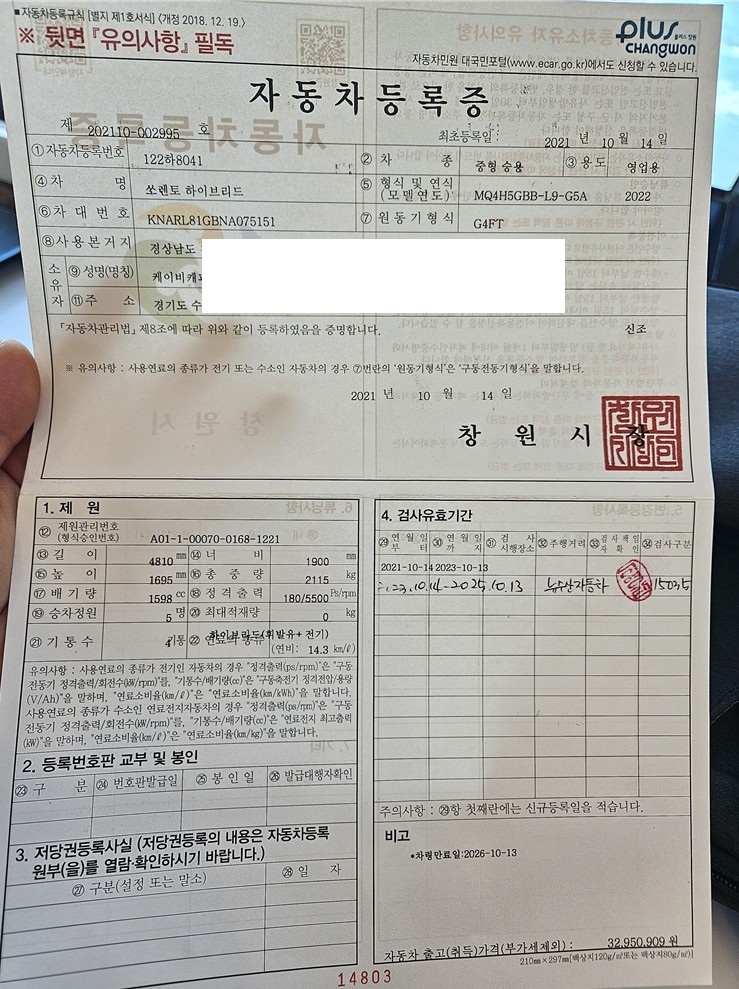 ■ 자동차등록규칙 [별지 제1호서식] <개정 2018. 12. 19.>
※ 뒷면 『유의사항』 필독
plus 플러스 창원
CHANGWON
자동차민원 대국민포털(www.ecar.go.kr)에서도 신청할 수 있습니다.
자동차등록증
제 202110-002995 호
최초등록일 : 2021 년 10 월 14 일
① 자동차등록번호 122하8041 ② 차 종 중형 승용 ③ 용도 영업용
④ 차 명 쏘렌토 하이브리드 ⑤ 형식 및 연식 (모델연도) MQ4H5GBB-L9-G5A 2022
⑥ 차 대 번 호 KNARL81GBNA075151 ⑦ 원 동 기 형 식 G4FT
⑧ 사 용 본 거 지 경상남도
소유자 ⑨ 성명(명칭) 케이비캐피
⑪ 주 소 경기도 수
「자동차관리법」 제8조에 따라 위와 같이 등록하였음을 증명합니다. 신조
※ 유의사항 : 사용연료의 종류가 전기 또는 수소인 자동차의 경우 ⑦번란의 '원동기형식'은 '구동전동기형식'을 말합니다.
2021 년 10 월 14 일
창 원 시 장
1. 제 원
⑫ 제원관리번호 (형식승인번호) A01-1-00070-0168-1221
⑬ 길 이 4810 mm ⑭ 너 비 1900 mm
⑮ 높 이 1695 mm ⑯ 총 중 량 2115 kg
⑰ 배 기 량 1598 cc ⑱ 정 격 출 력 180/5500 Ps/rpm
⑲ 승차정원 5 명 ⑳ 최대적재량 0 kg
㉑ 기 통 수 4 기통 ㉒ 연료의 종류 하이브리드(휘발유+ 전기)
(연비: 14.3 km/ℓ)
유의사항 : 사용연료의 종류가 전기인 자동차의 경우 "정격출력(ps/rpm)"은 "구동
전동기 정격출력/회전수(kW/rpm)"를, "기통수/배기량(cc)"은 "구동축전기 정격전압/용량
(V/Ah)"을 말하며, "연료소비율(km/ℓ)"은 "연료소비율(km/kWh)"을 말합니다.
사용연료의 종류가 수소인 연료전지자동차의 경우 "정격출력(ps/rpm)"은 "구동
전동기 정격출력/회전수(kW/rpm)"를, "기통수/배기량(cc)"은 "연료전지 최고출력
(kW)"을 말하며, "연료소비율(km/ℓ)"은 "연료소비율(km/kg)"을 말합니다.
2. 등록번호판 교부 및 봉인
㉓ 구 분 ㉔ 번호판발급일 ㉕ 봉 인 일 ㉖ 발급대행자확인
3. 저당권등록사실 (저당권등록의 내용은 자동차등록
원부(을)를 열람·확인하시기 바랍니다.)
㉗ 구분(설정 또는 말소) ㉘ 일 자
4. 검사유효기간
㉙ 연 월 일 부 터 ㉚ 연 월 일 까 지 ㉛ 검 사 시행장소 ㉜ 주행거리 ㉝ 검사책임자확인 ㉞ 검사구분
2021-10-14 2023-10-13
2023.10.14-2025.10.13 15035
주의사항 : ㉙항 첫째란에는 신규등록일을 적습니다.
비고
•차령만료일:2026-10-13
자동차 출고(취득)가격(부가세제외) : 32,950,909 원
210mm×297mm[백상지120g/㎡또는 백상지80g/㎡]
14803